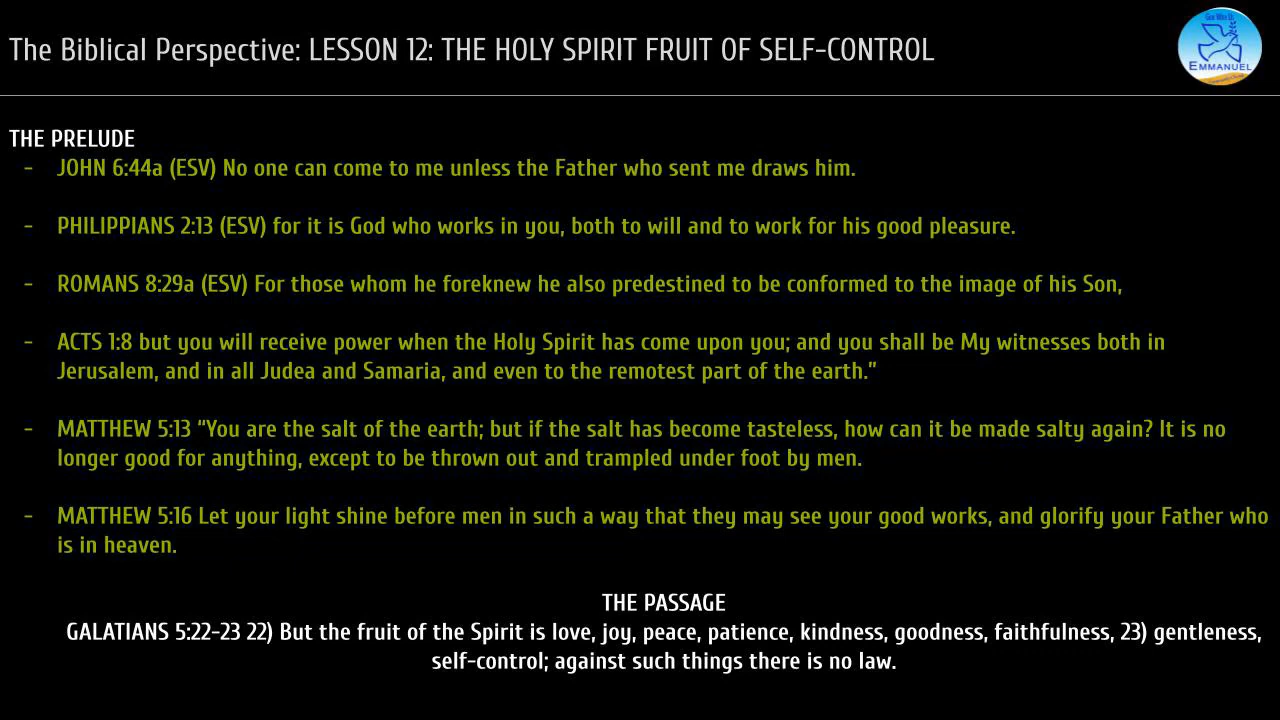 The Biblical Perspective: LESSON 12: THE HOLY SPIRIT FRUIT OF SELF-CONTROL
God With Us
EMMANUEL
THE PRELUDE
- JOHN 6:44a (ESV) No one can come to me unless the Father who sent me draws him.
- PHILIPPIANS 2:13 (ESV) for it is God who works in you, both to will and to work for his good pleasure.
- ROMANS 8:29a (ESV) For those whom he foreknew he also predestined to be conformed to the image of his Son,
- ACTS 1:8 but you will receive power when the Holy Spirit has come upon you; and you shall be My witnesses both in
Jerusalem, and in all Judea and Samaria, and even to the remotest part of the earth.”
- MATTHEW 5:13 “You are the salt of the earth; but if the salt has become tasteless, how can it be made salty again? It is no
longer good for anything, except to be thrown out and trampled under foot by men.
- MATTHEW 5:16 Let your light shine before men in such a way that they may see your good works, and glorify your Father who
is in heaven.
THE PASSAGE
GALATIANS 5:22-23 22) But the fruit of the Spirit is love, joy, peace, patience, kindness, goodness, faithfulness, 23) gentleness,
self-control; against such things there is no law.